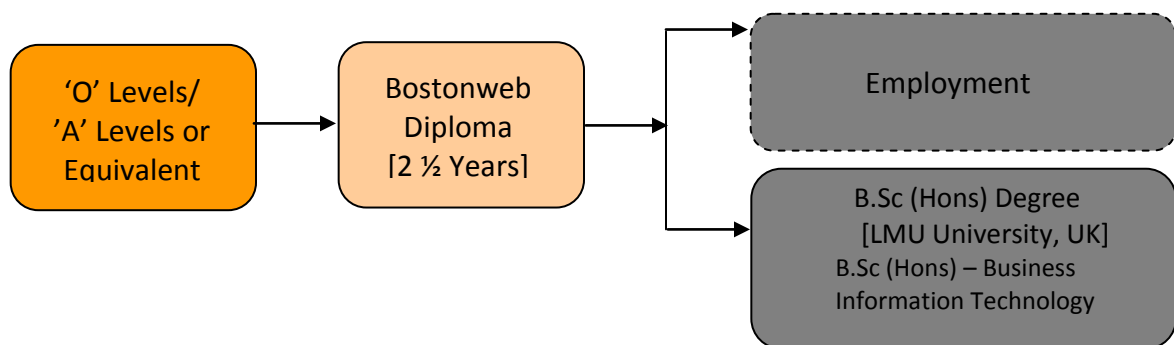 ‘O’ Levels/
’A’ Levels or
Equivalent
Bostonweb
Diploma
[2 ½ Years]
Employment
B.Sc (Hons) Degree
[LMU University, UK]
B.Sc (Hons) – Business
Information Technology